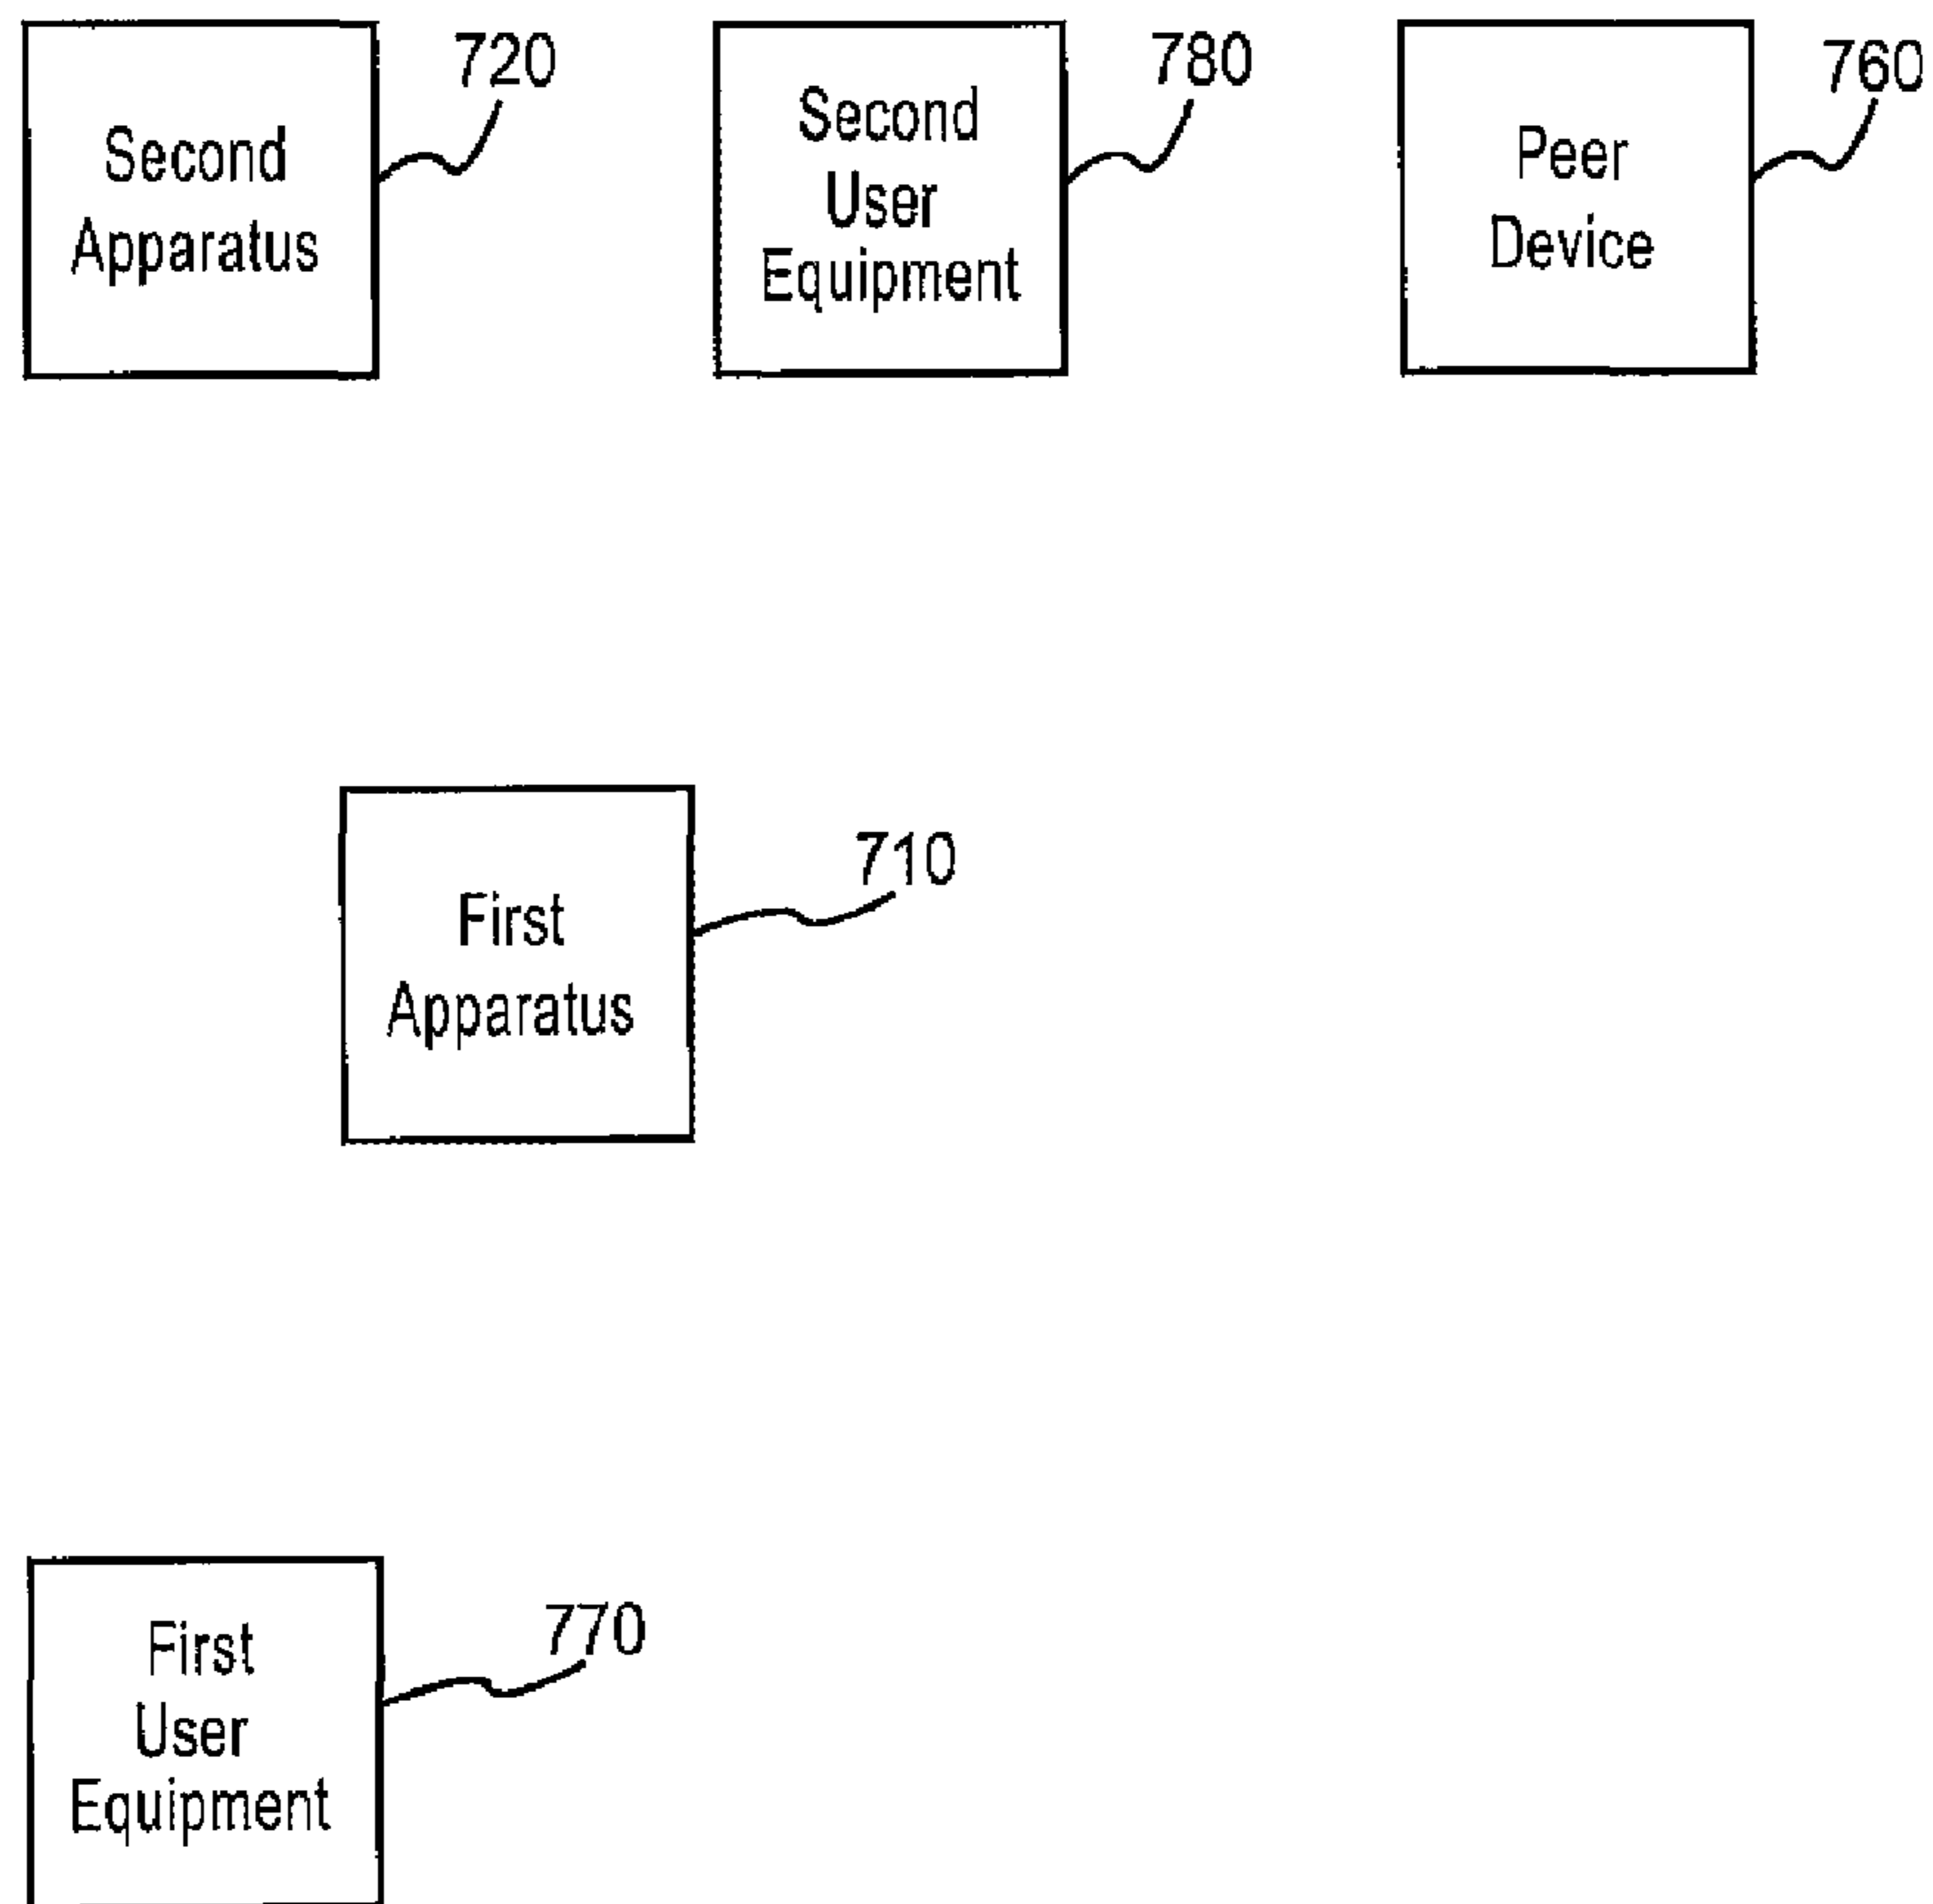 720
Second
Apparatus
780
Second
User
Equipment
760
Peer
Device
710
First
Apparatus
770
First
User
Equipment